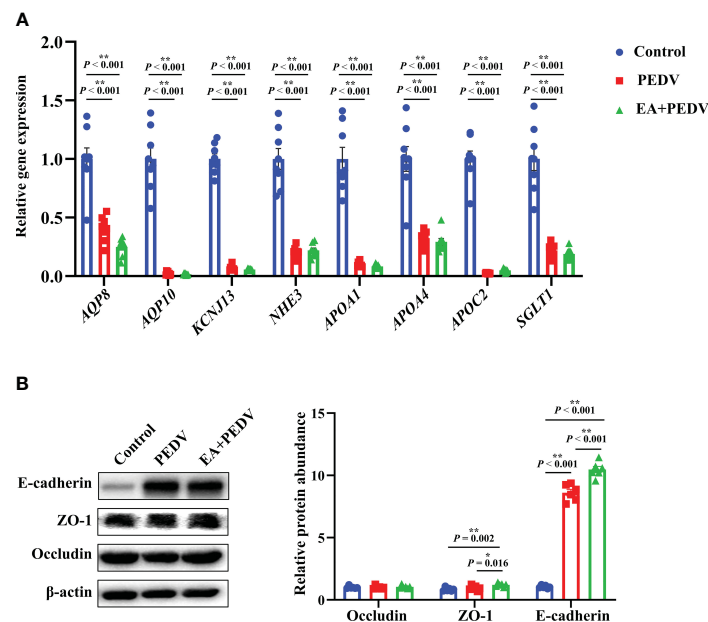 A
Relative gene expression
2.0
1.5
1.0
0.5
0.0
** ** ** ** ** ** ** **
P < 0.001 P < 0.001 P < 0.001 P < 0.001 P < 0.001 P < 0.001 P < 0.001 P < 0.001
** ** ** ** ** ** ** **
P < 0.001 P < 0.001 P < 0.001 P < 0.001 P < 0.001 P < 0.001 P < 0.001 P < 0.001
AQP8 AQP10 KCNJ13 NHE3 APOA1 APOA4 APOC2 SGLT1
Control
PEDV
EA+PEDV
B
Control PEDV EA+PEDV
E-cadherin
ZO-1
Occludin
β-actin
Relative protein abundance
15
10
5
0
**
P = 0.002
*
P = 0.016
**
P < 0.001
**
P < 0.001
**
P < 0.001
Occludin ZO-1 E-cadherin